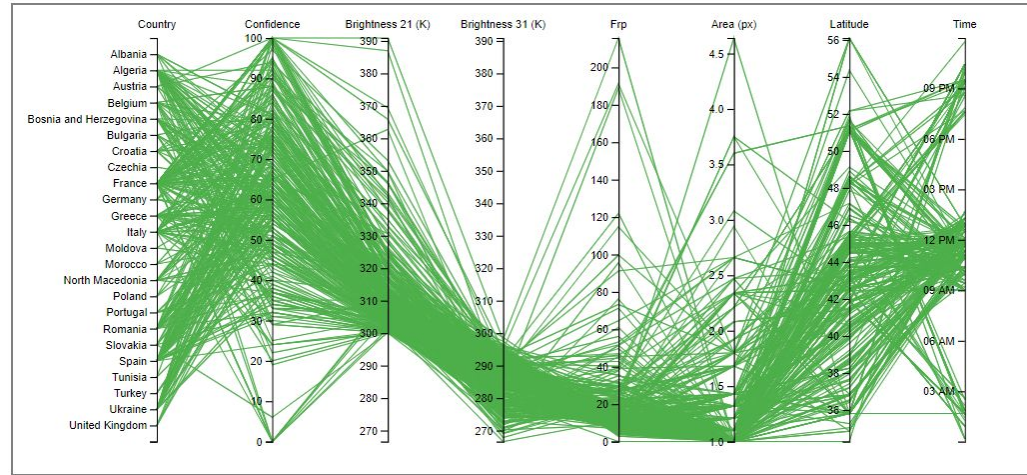 Country Confidence Brightness 21 (K) Brightness 31 (K) Frp Area (px) Latitude Time
Albania
Algeria
Austria
Belgium
Bosnia and Herzegovina
Bulgaria
Croatia
Czechia
France
Germany
Greece
Italy
Moldova
Morocco
North Macedonia
Poland
Portugal
Romania
Slovakia
Spain
Tunisia
Turkey
Ukraine
United Kingdom
100
90
80
70
60
50
40
30
20
10
0
390
380
370
360
350
340
330
320
310
300
290
280
270
390
380
370
360
350
340
330
320
310
300
290
280
270
200
180
160
140
120
100
80
60
40
20
0
4.5
4.0
3.5
3.0
2.5
2.0
1.5
1.0
56
54
52
50
48
46
44
42
40
38
36
09 PM
06 PM
03 PM
12 PM
09 AM
06 AM
03 AM